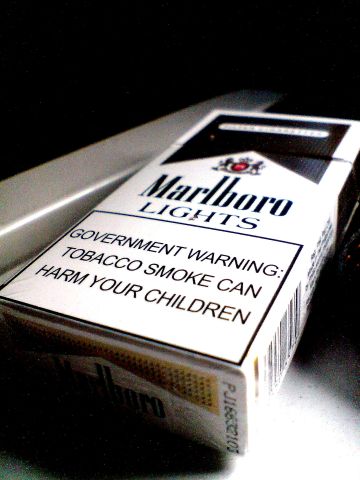 Marlboro
LIGHTS
GOVERNMENT WARNING:
TOBACCO SMOKE CAN
HARM YOUR CHILDREN
Marlboro